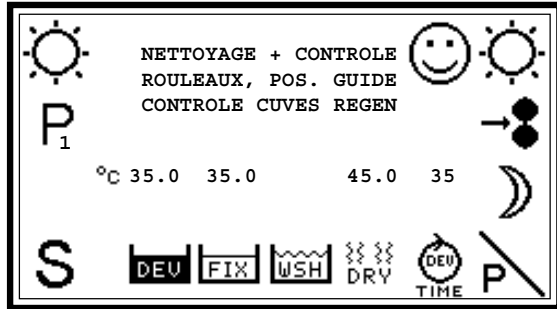 NETTOYAGE + CONTROLE
ROULEAUX, POS. GUIDE
CONTROLE CUVES REGEN
P1
°C 35.0 35.0 45.0 35
S DEV FIX WSH DRY DEV TIME P